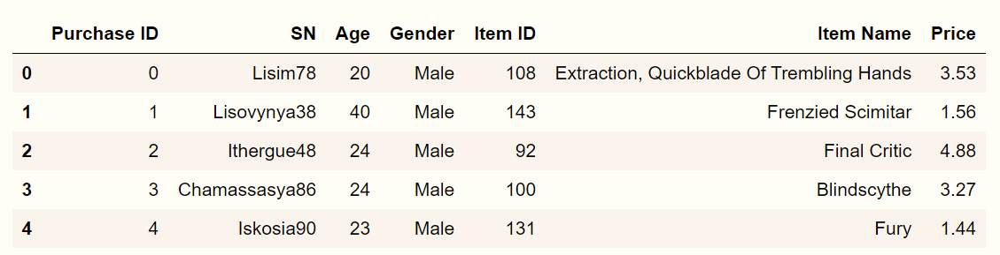 Purchase ID SN Age Gender Item ID Item Name Price
0 0 Lisim78 20 Male 108 Extraction, Quickblade Of Trembling Hands 3.53
1 1 Lisovynya38 40 Male 143 Frenzied Scimitar 1.56
2 2 Ithergue48 24 Male 92 Final Critic 4.88
3 3 Chamassasya86 24 Male 100 Blindscythe 3.27
4 4 Iskosia90 23 Male 131 Fury 1.44